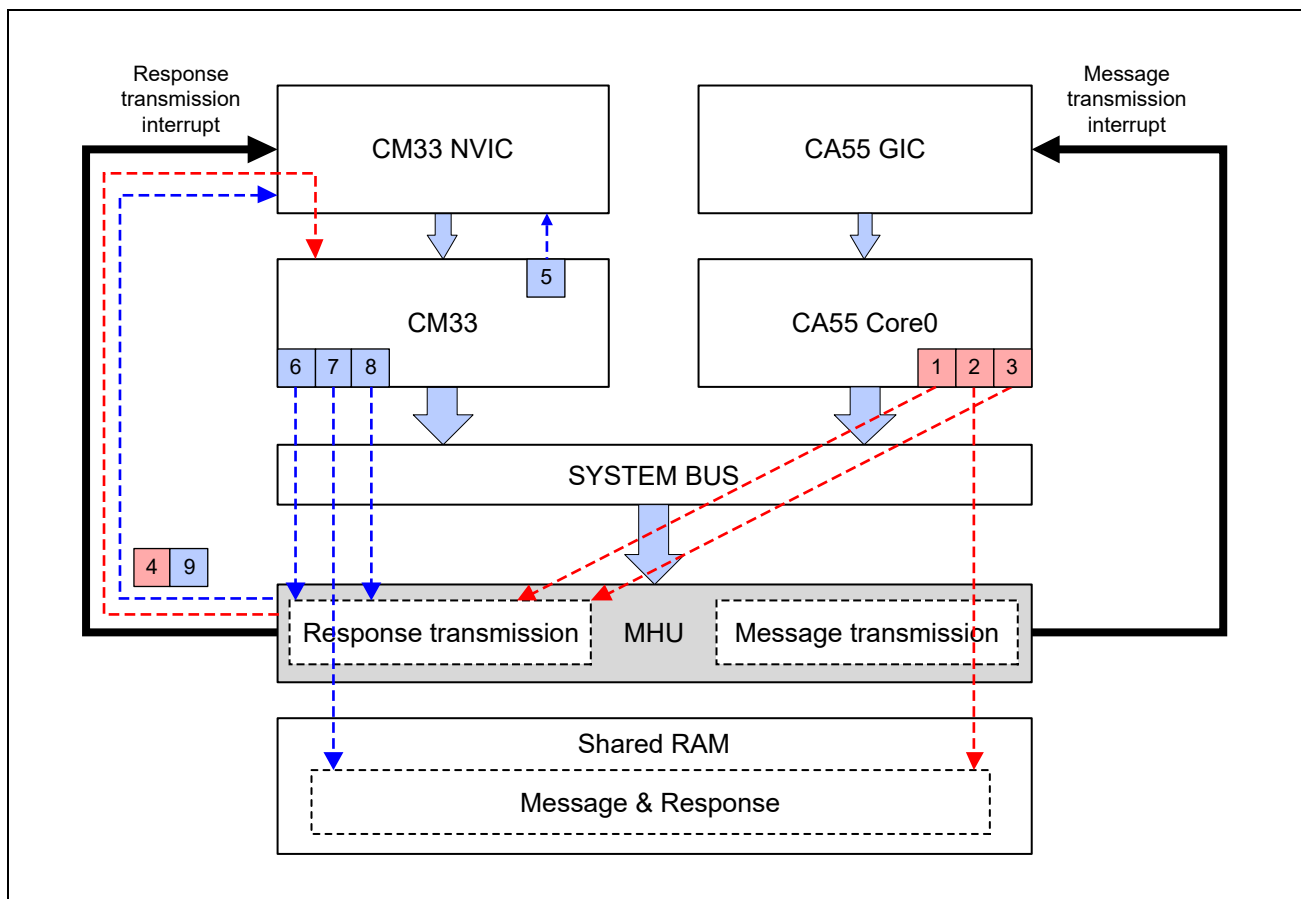 Response
transmission
interrupt
Message
transmission
interrupt
CM33 NVIC
CA55 GIC
5
CM33
CA55 Core0
6 7 8
1 2 3
SYSTEM BUS
4 9
Response transmission
MHU
Message transmission
Shared RAM
Message & Response